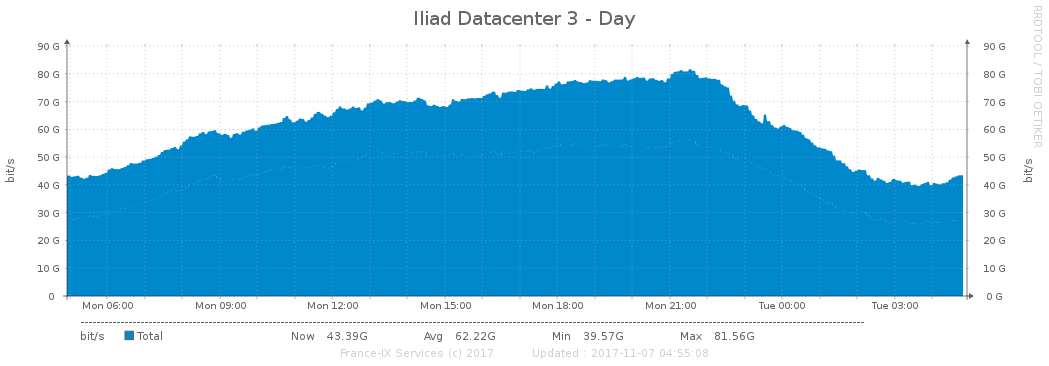 Iliad Datacenter 3 - Day
RRDTOOL / TOBI OETIKER
90 G 90 G
80 G 80 G
70 G 70 G
60 G 60 G
50 G 50 G
40 G 40 G
30 G 30 G
20 G 20 G
10 G 10 G
0 0 G
bit/s bit/s
Mon 06:00 Mon 09:00 Mon 12:00 Mon 15:00 Mon 18:00 Mon 21:00 Tue 00:00 Tue 03:00
bit/s Total Now 43.39G Avg 62.22G Min 39.57G Max 81.56G
France-IX Services (c) 2017 Updated : 2017-11-07 04:55:08